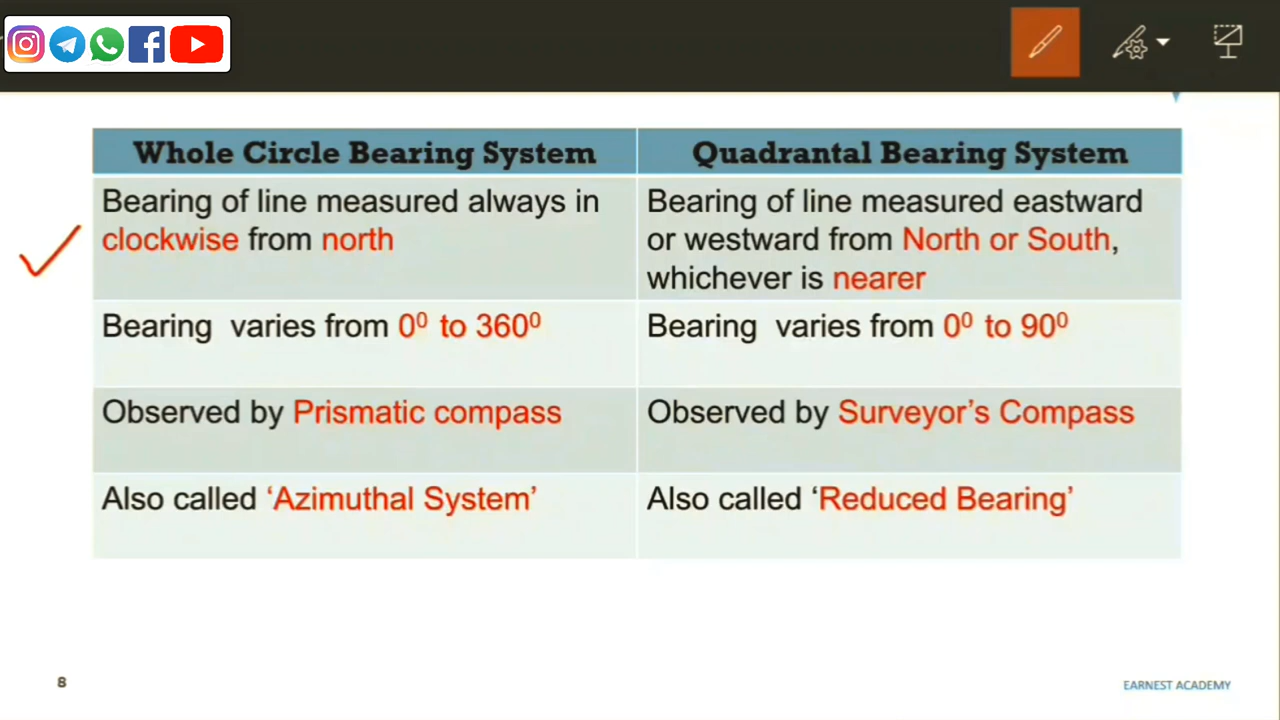 Whole Circle Bearing System
Quadrantal Bearing System
Bearing of line measured always in
clockwise from north
Bearing of line measured eastward
or westward from North or South,
whichever is nearer
Bearing varies from 0⁰ to 360⁰
Bearing varies from 0⁰ to 90⁰
Observed by Prismatic compass
Observed by Surveyor’s Compass
Also called ‘Azimuthal System’
Also called ‘Reduced Bearing’
8
EARNEST ACADEMY